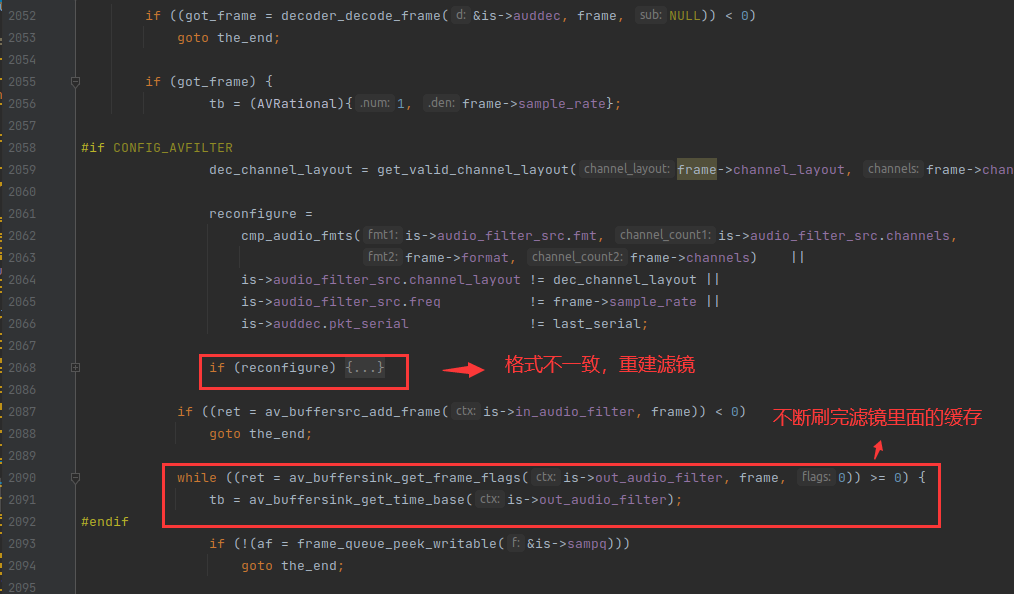 2052 if ((got_frame = decoder_decode_frame( d: &is->auddec, frame, sub: NULL)) < 0)
2053 goto the_end;
2054
2055 if (got_frame) {
2056 tb = (AVRational){ .num: 1, .den: frame->sample_rate};
2057
2058 #if CONFIG_AVFILTER
2059 dec_channel_layout = get_valid_channel_layout( channel_layout: frame->channel_layout, channels: frame->chan
2060
2061 reconfigure =
2062 cmp_audio_fmts( fmt1: is->audio_filter_src.fmt, channel_count1: is->audio_filter_src.channels,
2063 fmt2: frame->format, channel_count2: frame->channels) ||
2064 is->audio_filter_src.channel_layout != dec_channel_layout ||
2065 is->audio_filter_src.freq != frame->sample_rate ||
2066 is->auddec.pkt_serial != last_serial;
2067
2068 if (reconfigure) {...} 格式不一致，重建滤镜
2086
2087 if ((ret = av_buffersrc_add_frame( ctx: is->in_audio_filter, frame)) < 0)
2088 goto the_end; 不断刷完滤镜里面的缓存
2089
2090 while ((ret = av_buffersink_get_frame_flags( ctx: is->out_audio_filter, frame, flags: 0)) >= 0) {
2091 tb = av_buffersink_get_time_base( ctx: is->out_audio_filter);
2092 #endif
2093 if (!(af = frame_queue_peek_writable( f: &is->sampq)))
2094 goto the_end;
2095